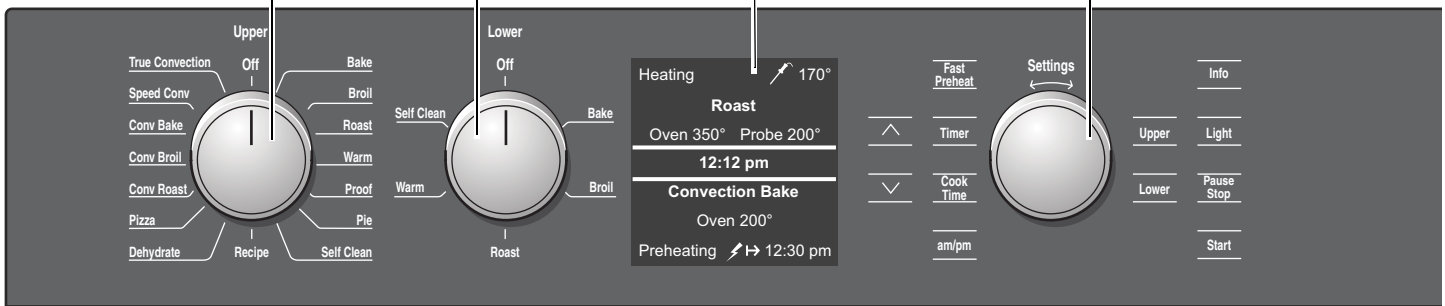 Upper
Off
True Convection
Speed Conv
Conv Bake
Conv Broil
Conv Roast
Pizza
Dehydrate
Bake
Broil
Roast
Warm
Proof
Pie
Self Clean
Recipe
Lower
Off
Self Clean
Warm
Bake
Broil
Roast
Heating 170°
Roast
Oven 350° Probe 200°
12:12 pm
Convection Bake
Oven 200°
Preheating 12:30 pm
Fast
Preheat
Timer
Cook
Time
am/pm
Settings
Upper
Lower
Info
Light
Pause
Stop
Start